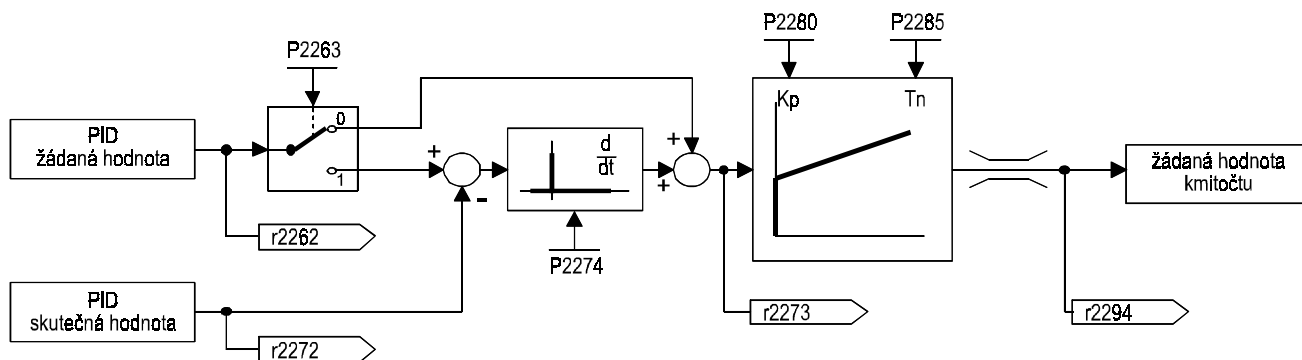 P2280
P2285
P2263
Kp
Tn
0
PID
žádaná hodnota
1
+
-
d
dt
+
+
žádaná hodnota
kmitočtu
r2262
P2274
PID
skutečná hodnota
r2273
r2294
r2272